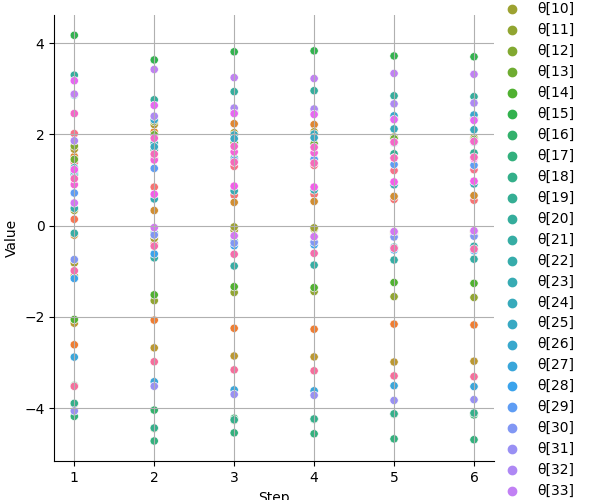 4
2
0
−2
−4
Value
1
2
3
4
5
6
Step
θ[10]
θ[11]
θ[12]
θ[13]
θ[14]
θ[15]
θ[16]
θ[17]
θ[18]
θ[19]
θ[20]
θ[21]
θ[22]
θ[23]
θ[24]
θ[25]
θ[26]
θ[27]
θ[28]
θ[29]
θ[30]
θ[31]
θ[32]
θ[33]